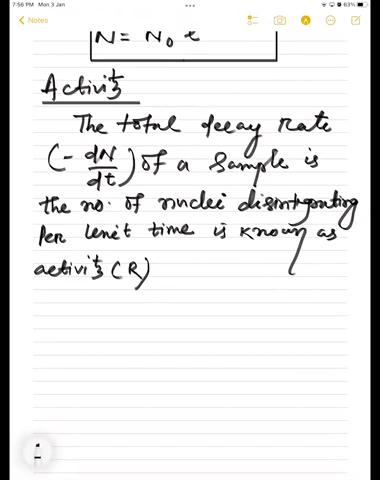 7:56 PM Mon 3 Jan
63%
Notes
N = N₀ e
Activity
The total decay Rate
(- dN/dt) of a sample is
the no. of nuclei disintegrating
Per unit time is known as
activity (R)